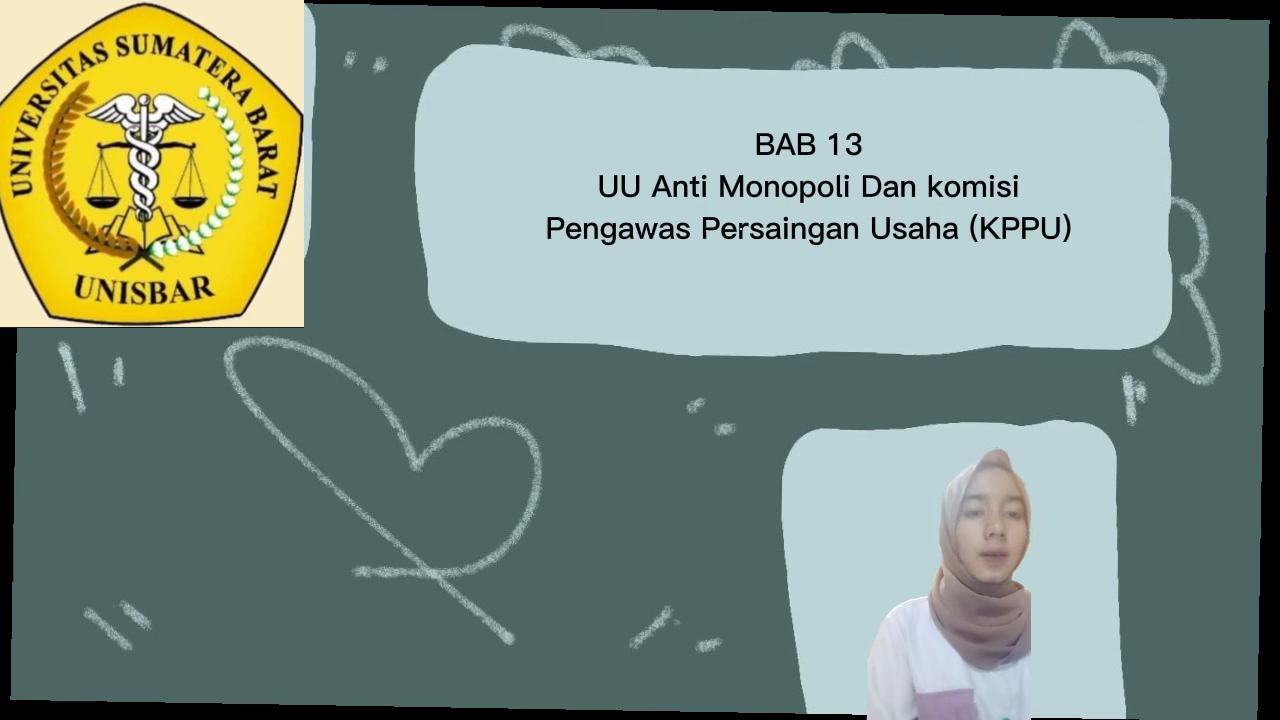 UNIVERSITAS SUMATERA BARAT
UNISBAR
BAB 13
UU Anti Monopoli Dan komisi
Pengawas Persaingan Usaha (KPPU)